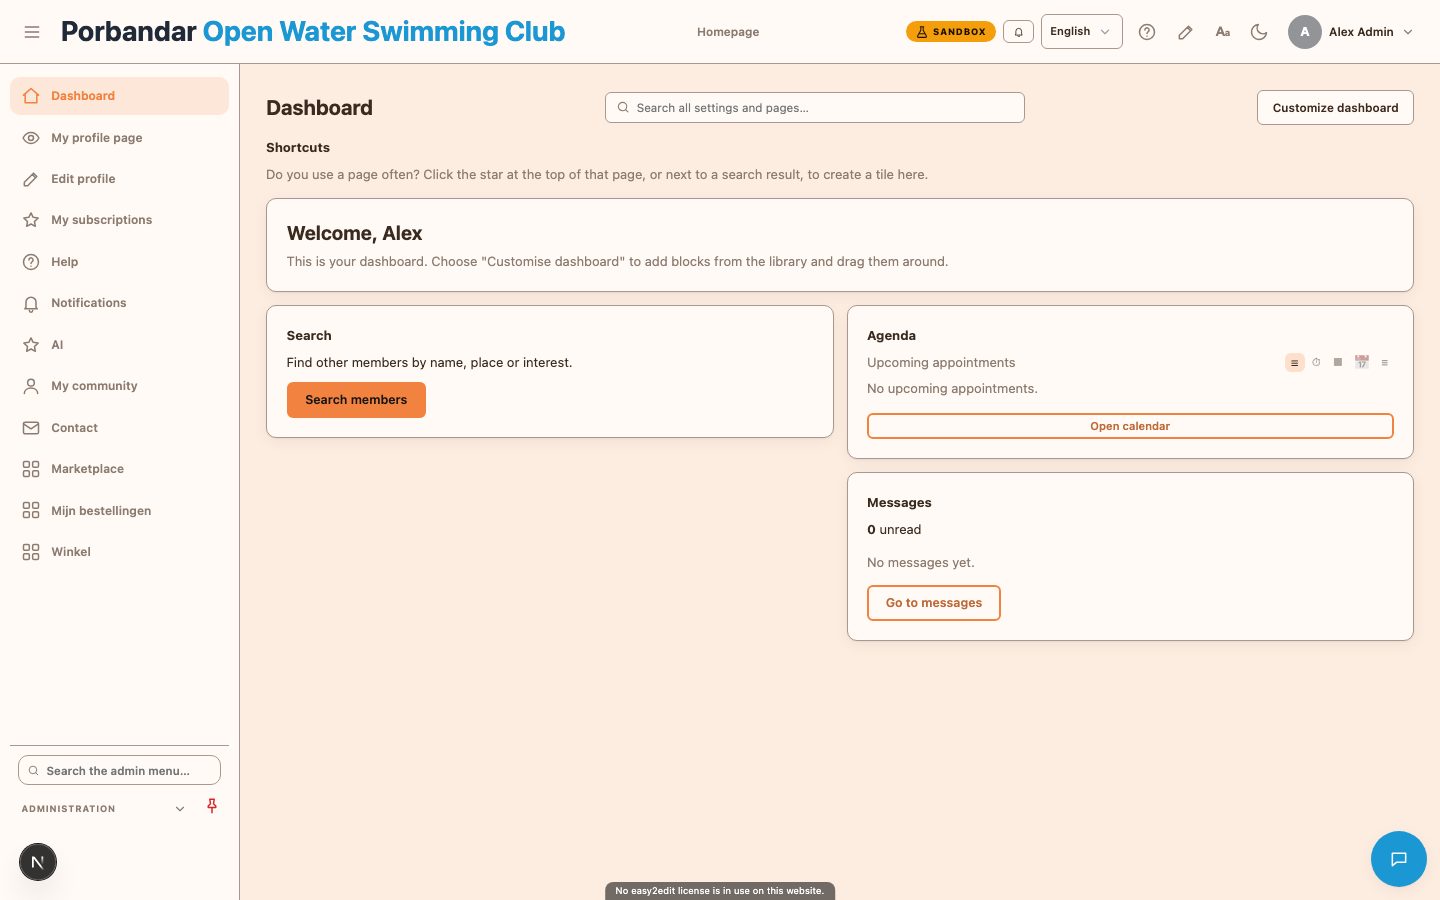 Porbandar Open Water Swimming Club
Homepage
SANDBOX
English
Aa
A
Alex Admin
Dashboard
My profile page
Edit profile
My subscriptions
Help
Notifications
AI
My community
Contact
Marketplace
Mijn bestellingen
Winkel
Search the admin menu...
ADMINISTRATION
N
Dashboard
Search all settings and pages...
Customize dashboard
Shortcuts
Do you use a page often? Click the star at the top of that page, or next to a search result, to create a tile here.
Welcome, Alex
This is your dashboard. Choose "Customise dashboard" to add blocks from the library and drag them around.
Search
Find other members by name, place or interest.
Search members
Agenda
Upcoming appointments
17
No upcoming appointments.
Open calendar
Messages
0 unread
No messages yet.
Go to messages
No easy2edit license is in use on this website.